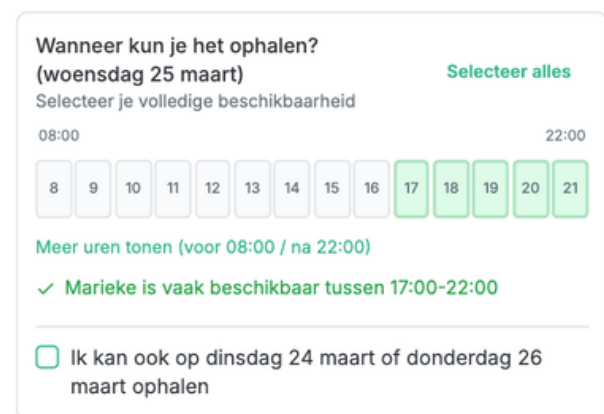 Wanneer kun je het ophalen?
(woensdag 25 maart)
Selecteer alles
Selecteer je volledige beschikbaarheid
08:00 22:00
8 9 10 11 12 13 14 15 16 17 18 19 20 21
Meer uren tonen (voor 08:00 / na 22:00)
✓ Marieke is vaak beschikbaar tussen 17:00-22:00
Ik kan ook op dinsdag 24 maart of donderdag 26
maart ophalen